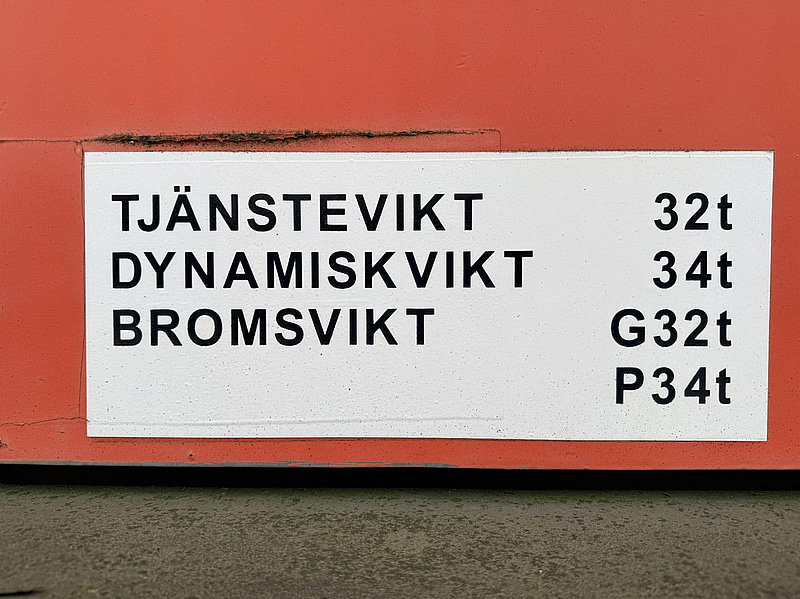 TJÄNSTEVIKT 32t
DYNAMISKVIKT 34t
BROMSVIKT G32t
P34t